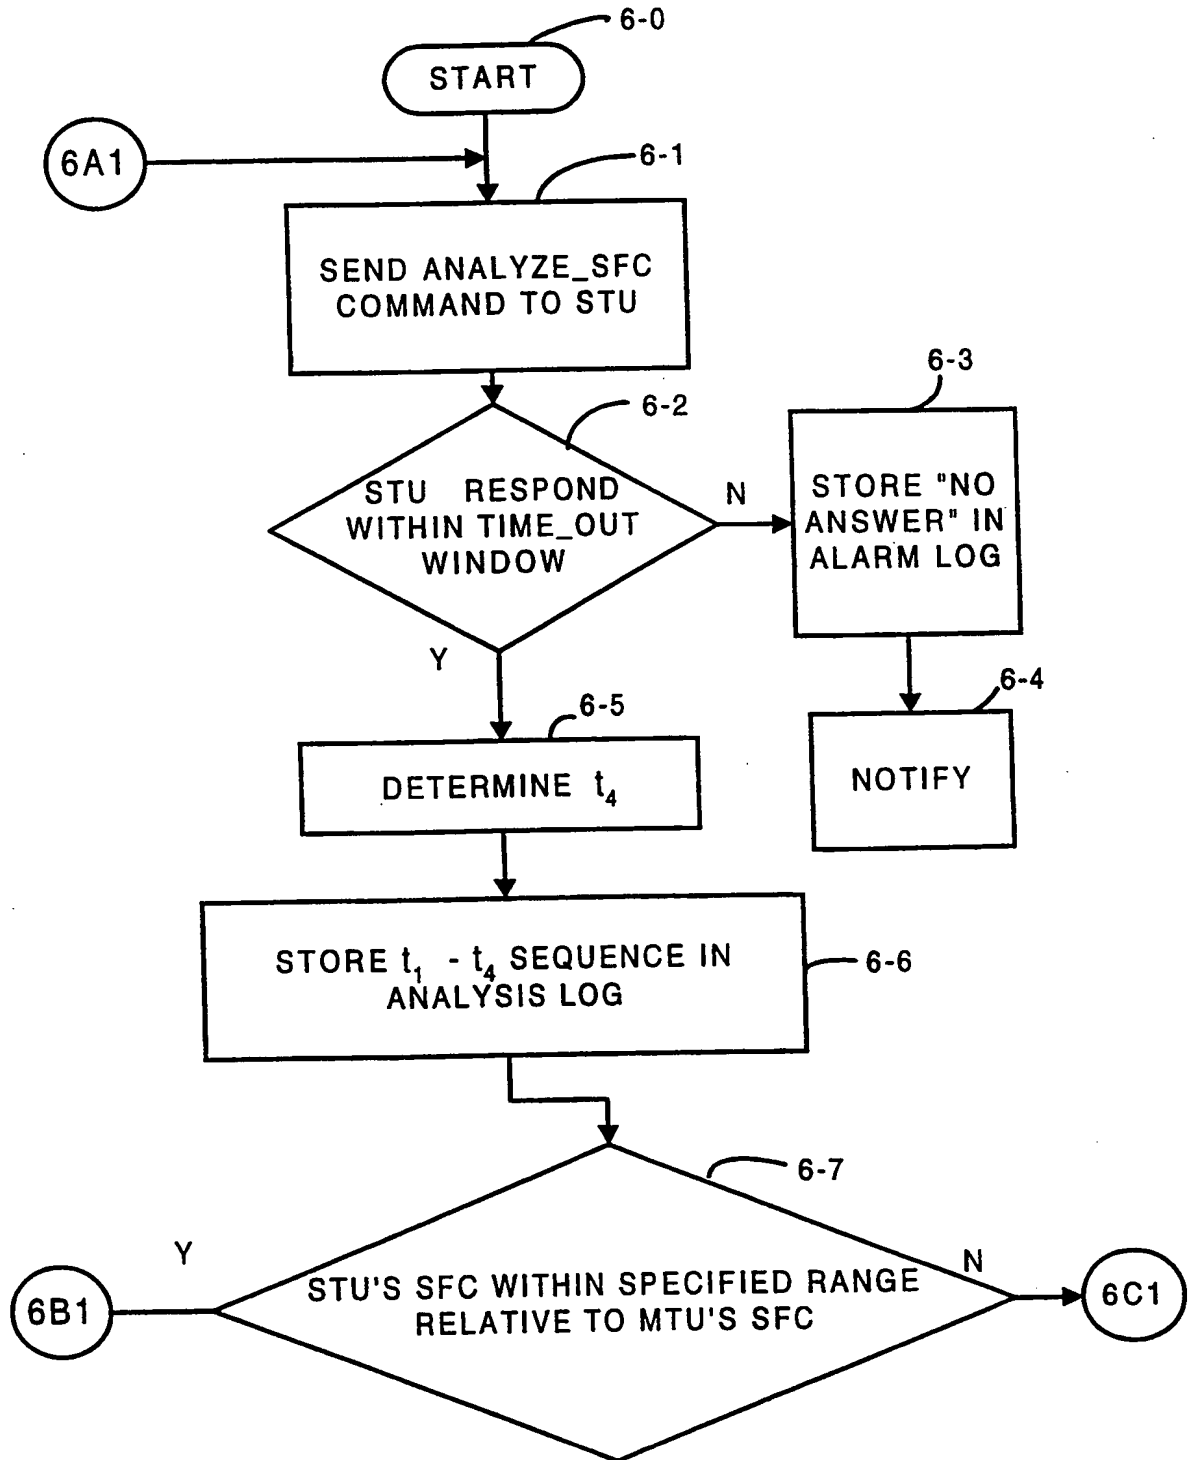 6-0
START
6A1
6-1
SEND ANALYZE_SFC
COMMAND TO STU
6-2
STU RESPOND
WITHIN TIME_OUT
WINDOW
N
6-3
STORE "NO
ANSWER" IN
ALARM LOG
Y
6-4
NOTIFY
6-5
DETERMINE t₄
STORE t₁ - t₄ SEQUENCE IN
ANALYSIS LOG
6-6
6-7
Y
N
STU'S SFC WITHIN SPECIFIED RANGE
RELATIVE TO MTU'S SFC
6B1
6C1